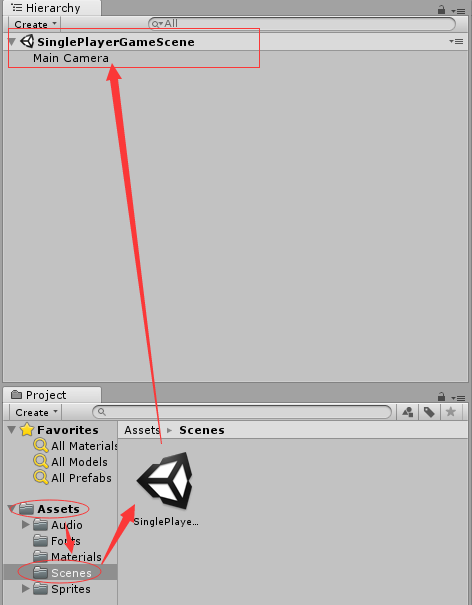 Hierarchy
Create
All
SinglePlayerGameScene
Main Camera
Project
Create
Favorites
All Materials
All Models
All Prefabs
Assets
Audio
Fonts
Materials
Scenes
Sprites
Assets Scenes
SinglePlaye...